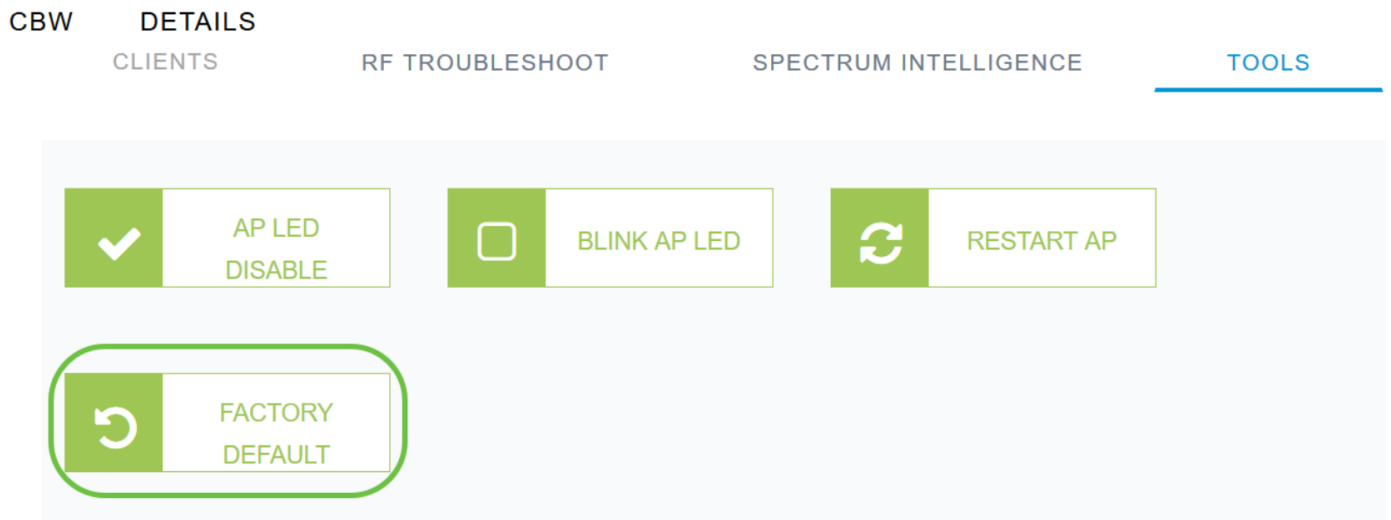 CBW DETAILS
CLIENTS RF TROUBLESHOOT SPECTRUM INTELLIGENCE TOOLS
AP LED
DISABLE
BLINK AP LED
RESTART AP
FACTORY
DEFAULT